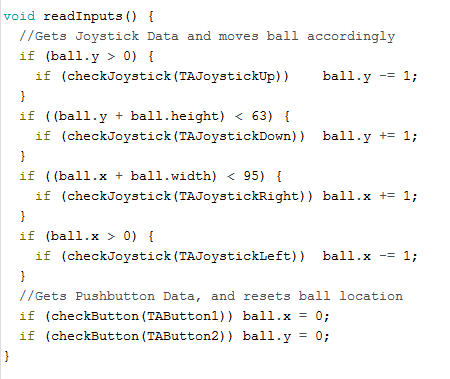 void readInputs() {
  //Gets Joystick Data and moves ball accordingly
  if (ball.y > 0) {
    if (checkJoystick(TAJoystickUp))    ball.y -= 1;
  }
  if ((ball.y + ball.height) < 63) {
    if (checkJoystick(TAJoystickDown))  ball.y += 1;
  }
  if ((ball.x + ball.width) < 95) {
    if (checkJoystick(TAJoystickRight)) ball.x += 1;
  }
  if (ball.x > 0) {
    if (checkJoystick(TAJoystickLeft))  ball.x -= 1;
  }
  //Gets Pushbutton Data, and resets ball location
  if (checkButton(TAButton1)) ball.x = 0;
  if (checkButton(TAButton2)) ball.y = 0;
}